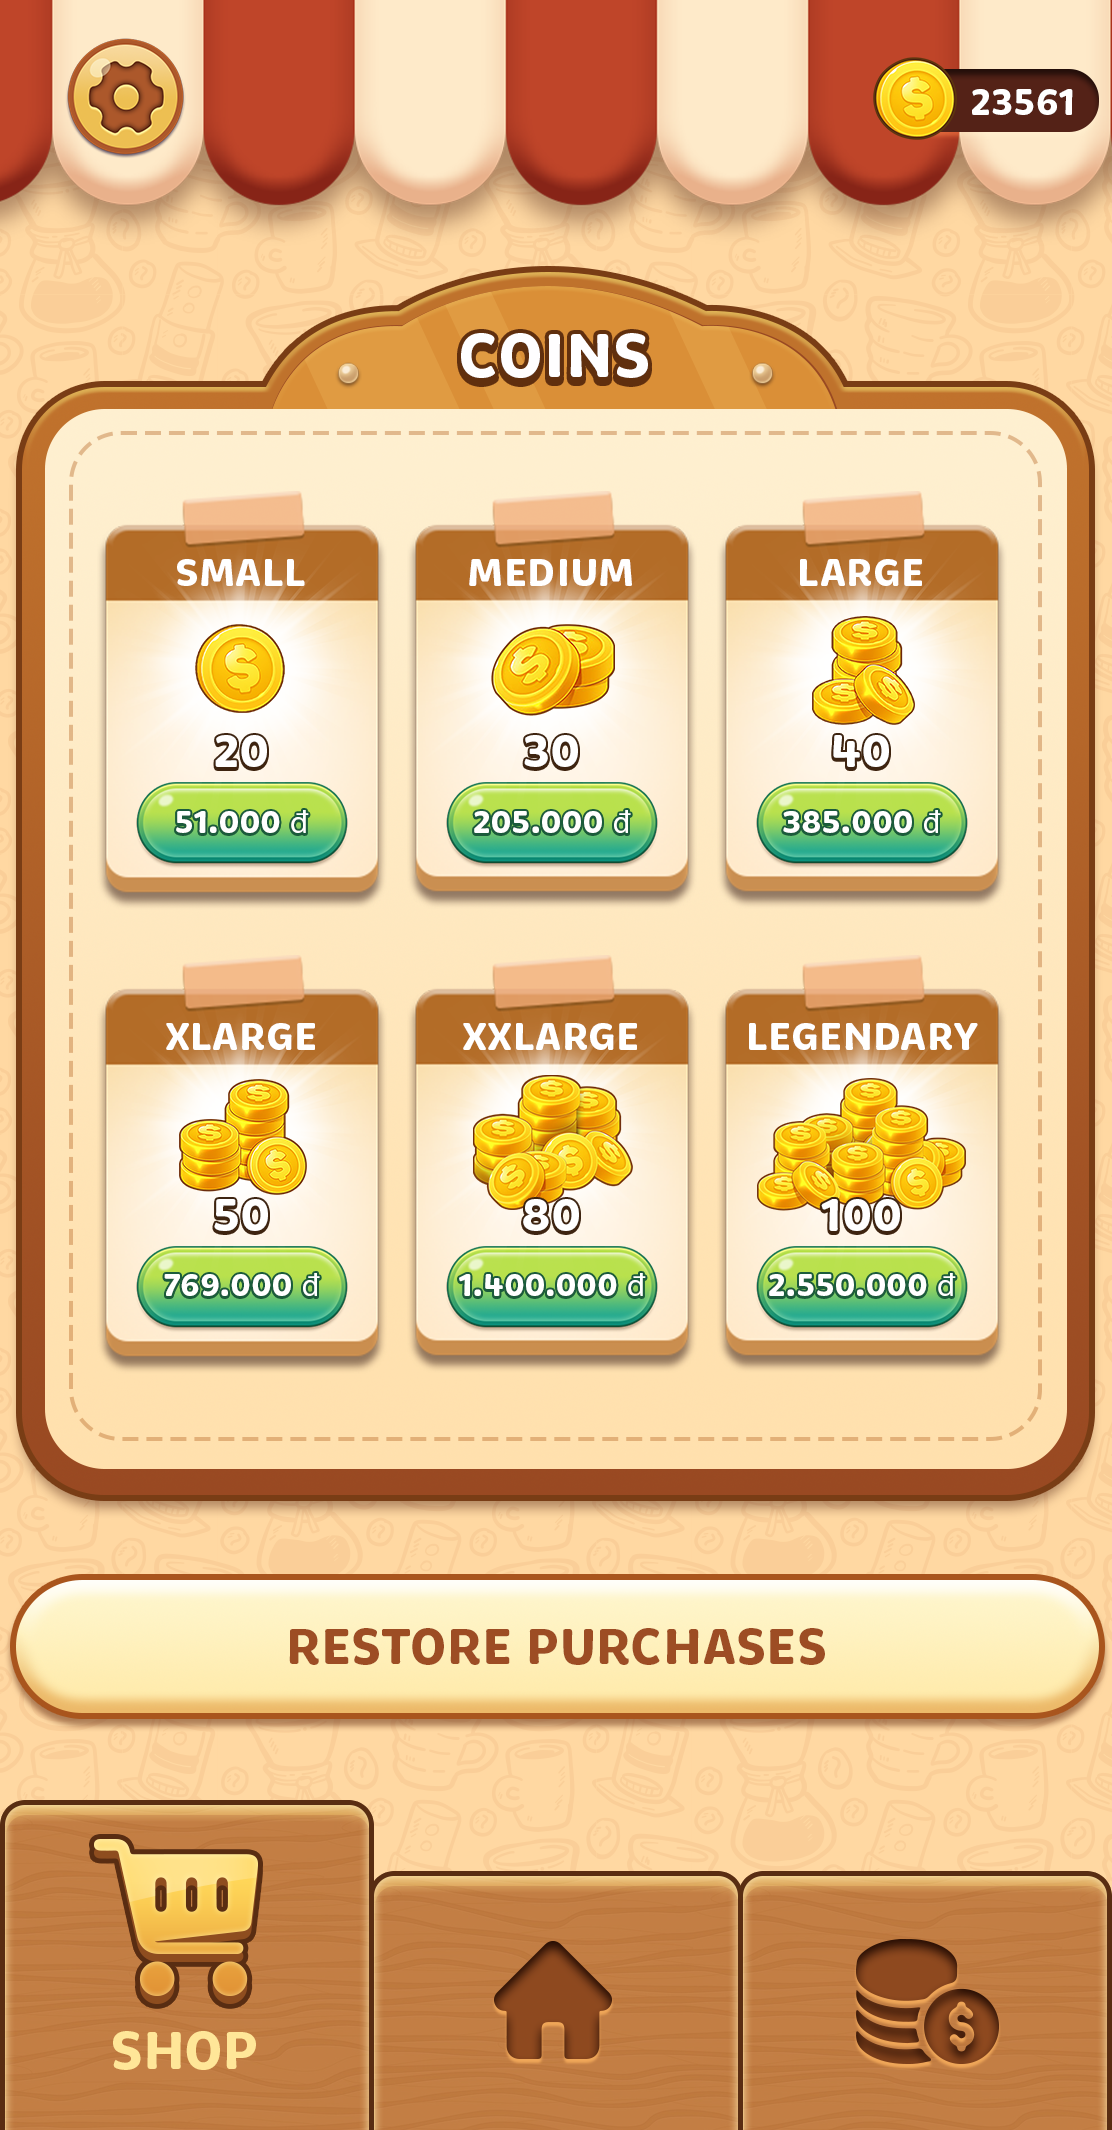 23561
COINS
SMALL
MEDIUM
LARGE
20
30
40
51.000 đ
205.000 đ
385.000 đ
XLARGE
XXLARGE
LEGENDARY
50
80
100
769.000 đ
1.400.000 đ
2.550.000 đ
RESTORE PURCHASES
SHOP